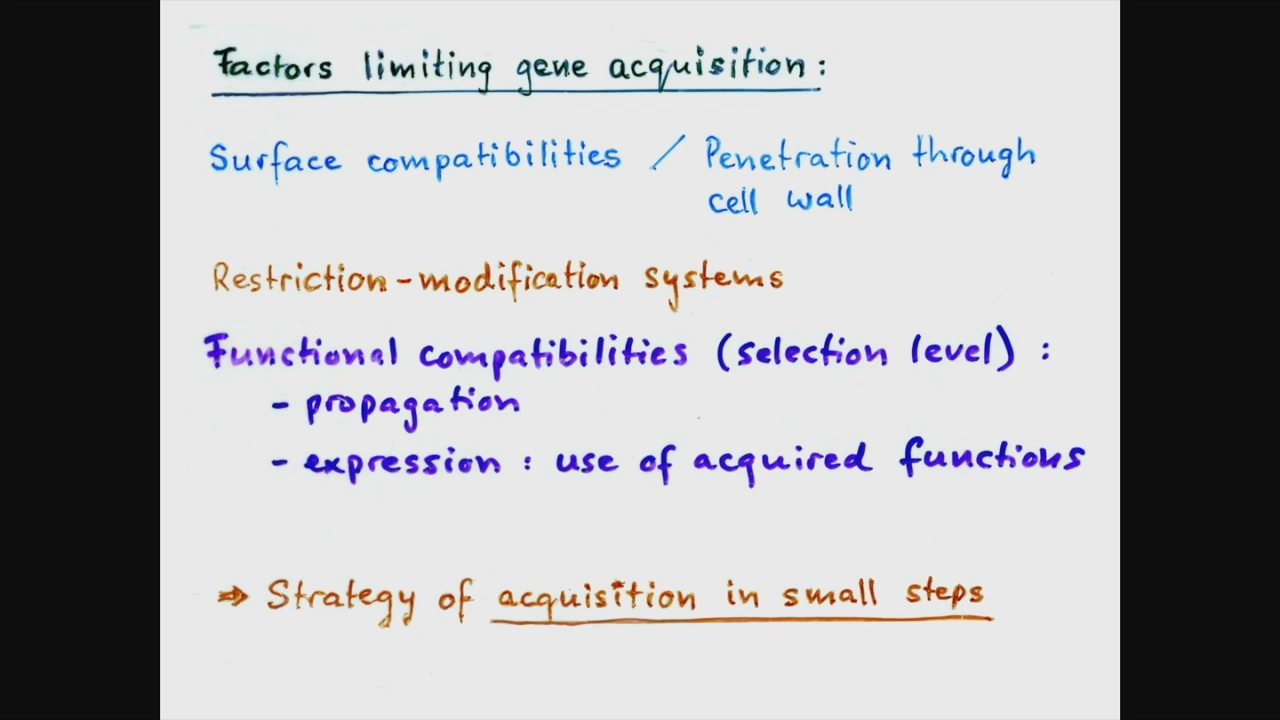 Factors limiting gene acquisition:
Surface compatibilities / Penetration through
cell wall
Restriction-modification systems
Functional compatibilities (selection level) :
- propagation
- expression : use of acquired functions
⇒ Strategy of acquisition in small steps